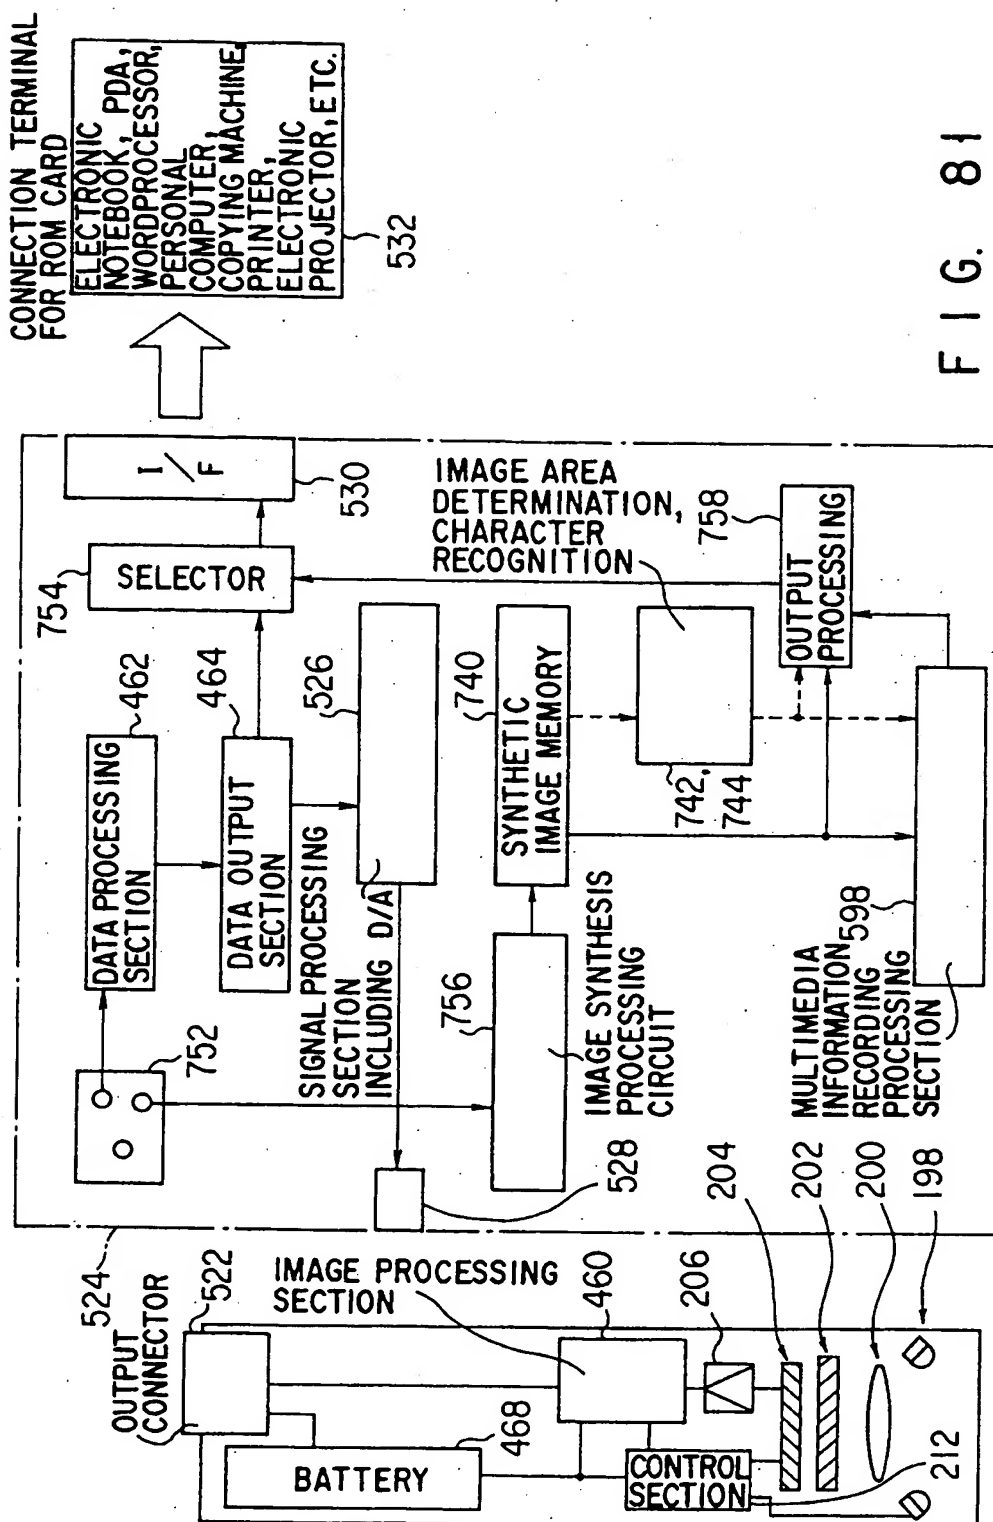 CONNECTION TERMINAL
FOR ROM CARD
ELECTRONIC
NOTEBOOK, PDA,
WORDPROCESSOR,
PERSONAL
COMPUTER,
COPYING MACHINE,
PRINTER,
ELECTRONIC
PROJECTOR, ETC.
532
I/F
530
754
SELECTOR
IMAGE AREA
DETERMINATION,
CHARACTER
RECOGNITION
758
OUTPUT
PROCESSING
462
DATA PROCESSING
SECTION
464
DATA OUTPUT
SECTION
526
752
SIGNAL PROCESSING
SECTION
INCLUDING D/A
740
SYNTHETIC
IMAGE MEMORY
742,
744
756
IMAGE SYNTHESIS
PROCESSING
CIRCUIT
598
MULTIMEDIA
INFORMATION
RECORDING
PROCESSING
SECTION
528
524
522
OUTPUT
CONNECTOR
IMAGE PROCESSING
SECTION
460
206
204
202
200
198
468
BATTERY
CONTROL
SECTION
212
FIG. 81